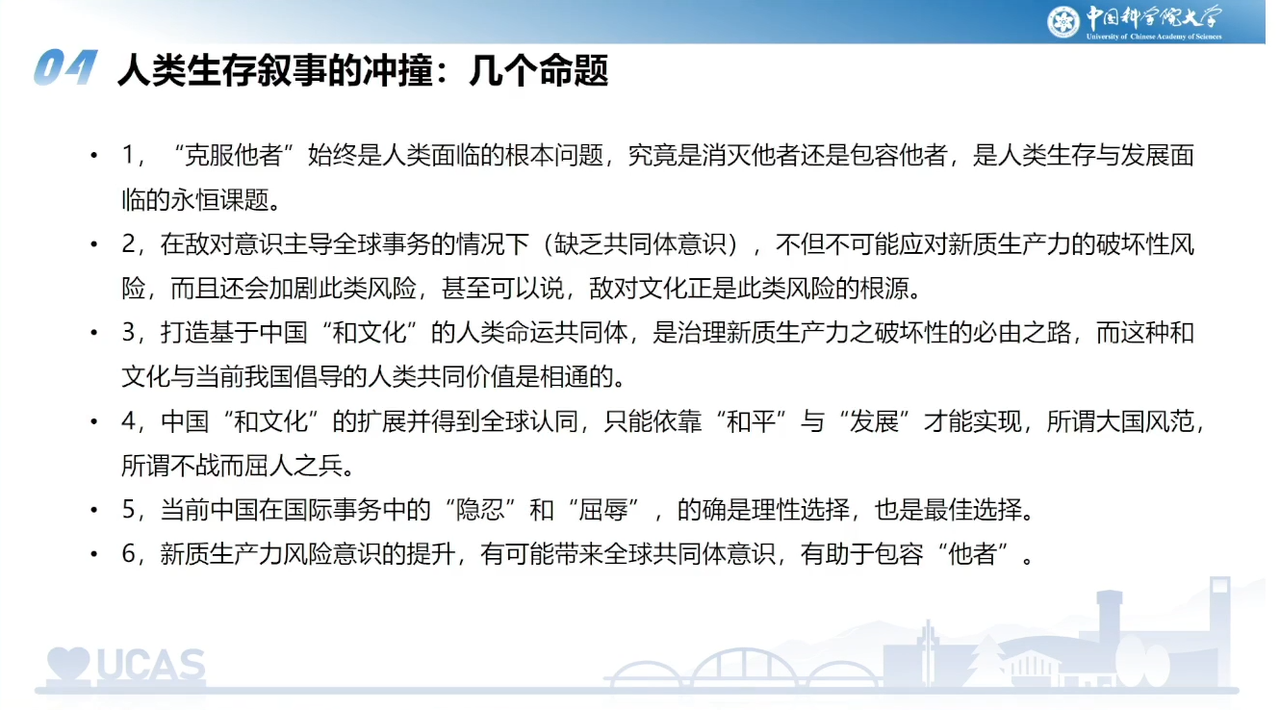 中国科学院大学
University of Chinese Academy of Sciences
04 人类生存叙事的冲撞：几个命题
• 1，“克服他者”始终是人类面临的根本问题，究竟是消灭他者还是包容他者，是人类生存与发展面
临的永恒课题。
• 2，在敌对意识主导全球事务的情况下（缺乏共同体意识），不但不可能应对新质生产力的破坏性风
险，而且还会加剧此类风险，甚至可以说，敌对文化正是此类风险的根源。
• 3，打造基于中国“和文化”的人类命运共同体，是治理新质生产力之破坏性的必由之路，而这种和
文化与当前我国倡导的人类共同价值是相通的。
• 4，中国“和文化”的扩展并得到全球认同，只能依靠“和平”与“发展”才能实现，所谓大国风范，
所谓不战而屈人之兵。
• 5，当前中国在国际事务中的“隐忍”和“屈辱”，的确是理性选择，也是最佳选择。
• 6，新质生产力风险意识的提升，有可能带来全球共同体意识，有助于包容“他者”。
UCAS